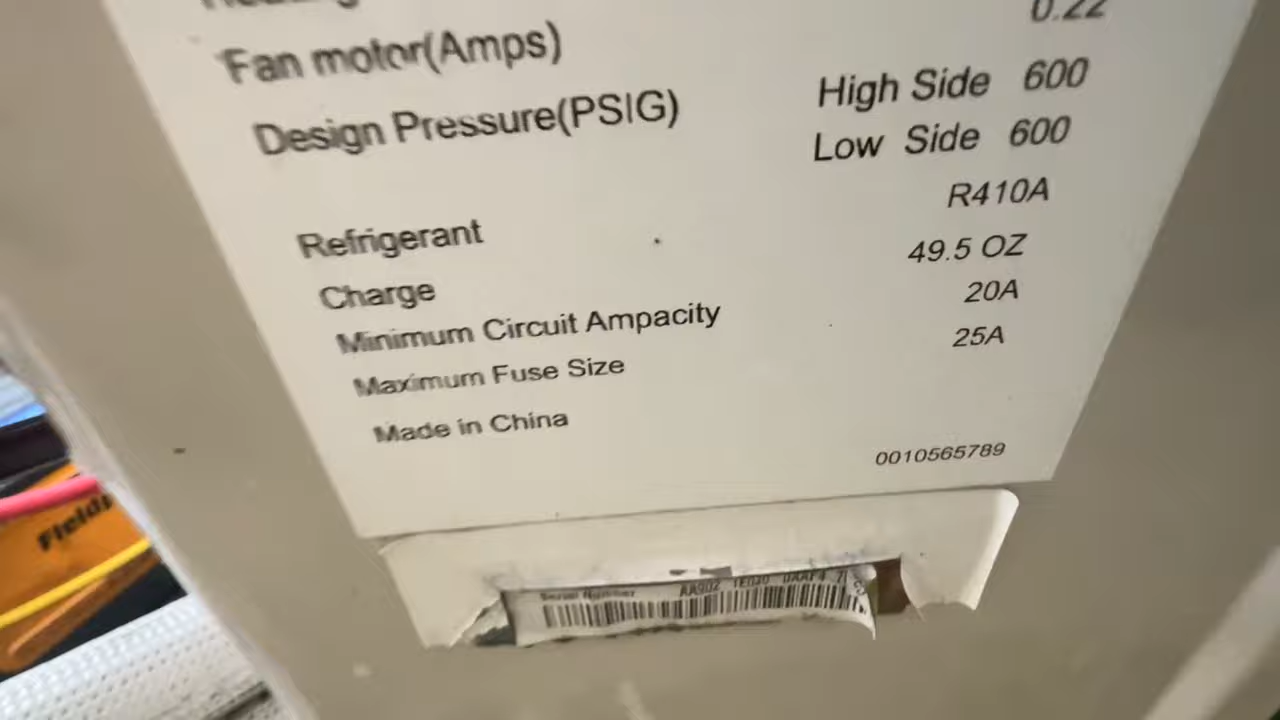 Heating
0.22
Fan motor(Amps)
Design Pressure(PSIG) High Side 600
Low Side 600
Refrigerant R410A
Charge 49.5 OZ
Minimum Circuit Ampacity 20A
Maximum Fuse Size 25A
Made in China
0010565789
Serial Number